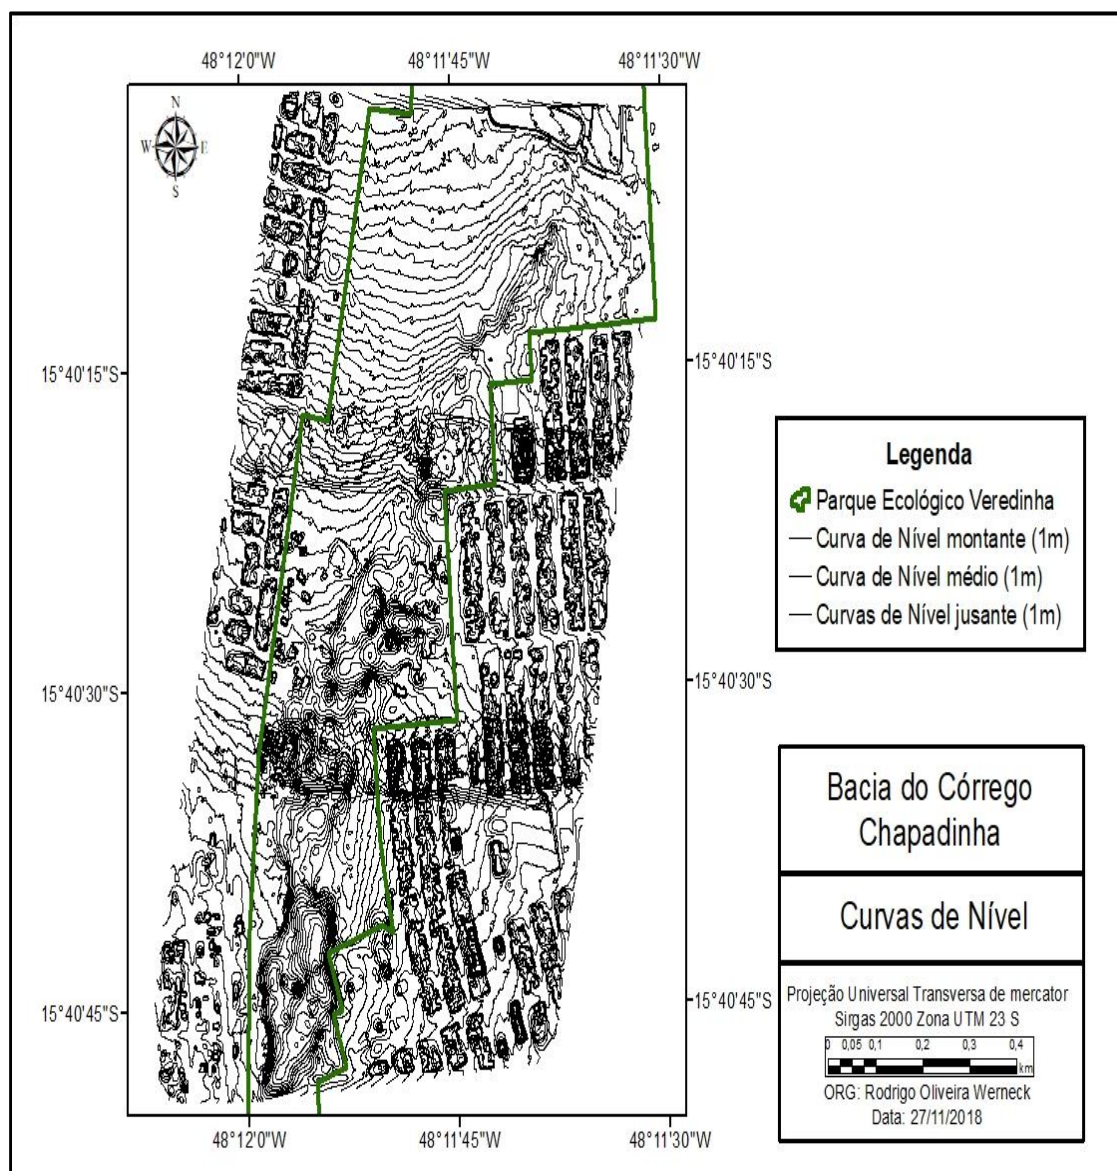 48°12'0"W 48°11'45"W 48°11'30"W
N
W E
S
15°40'15"S 15°40'15"S
Legenda
Parque Ecológico Veredinha
Curva de Nível montante (1m)
Curva de Nível médio (1m)
Curvas de Nível jusante (1m)
15°40'30"S 15°40'30"S
Bacia do Córrego
Chapadinha
Curvas de Nível
Projeção Universal Transversa de mercator
Sirgas 2000 Zona UTM 23 S
0 0,05 0,1 0,2 0,3 0,4
km
ORG: Rodrigo Oliveira Werneck
Data: 27/11/2018
15°40'45"S 15°40'45"S
48°12'0"W 48°11'45"W 48°11'30"W